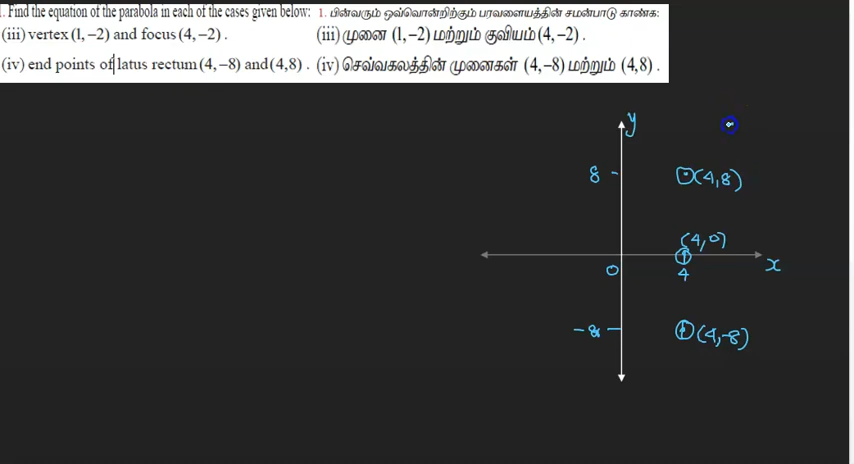 1. Find the equation of the parabola in each of the cases given below: 1. பின்வரும் ஒவ்வொன்றிற்கும் பரவளையத்தின் சமன்பாடு காண்க:
(iii) vertex (1, −2) and focus (4, −2) . (iii) முனை (1, −2) மற்றும் குவியம் (4, −2) .
(iv) end points of latus rectum (4, −8) and (4,8) . (iv) செவ்வகலத்தின் முனைகள் (4, −8) மற்றும் (4,8) .
y
8 (4,8)
(4,0)
0 4 x
-8 (4,-8)